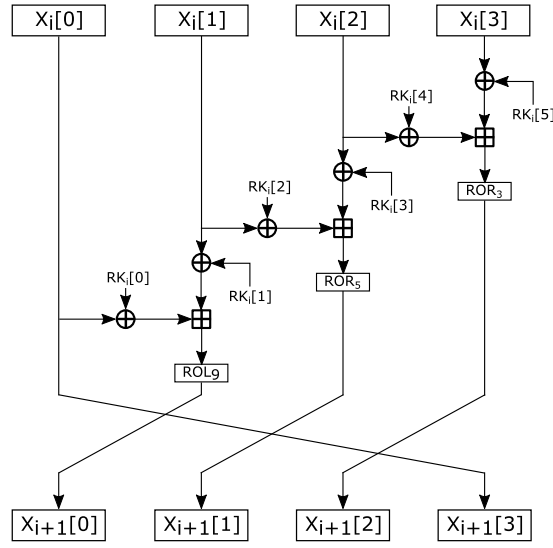 Xi[0] Xi[1] Xi[2] Xi[3]
RKi[4]
RKi[5]
RKi[2]
ROR3
RKi[3]
RKi[0]
ROR5
RKi[1]
ROL9
Xi+1[0] Xi+1[1] Xi+1[2] Xi+1[3]